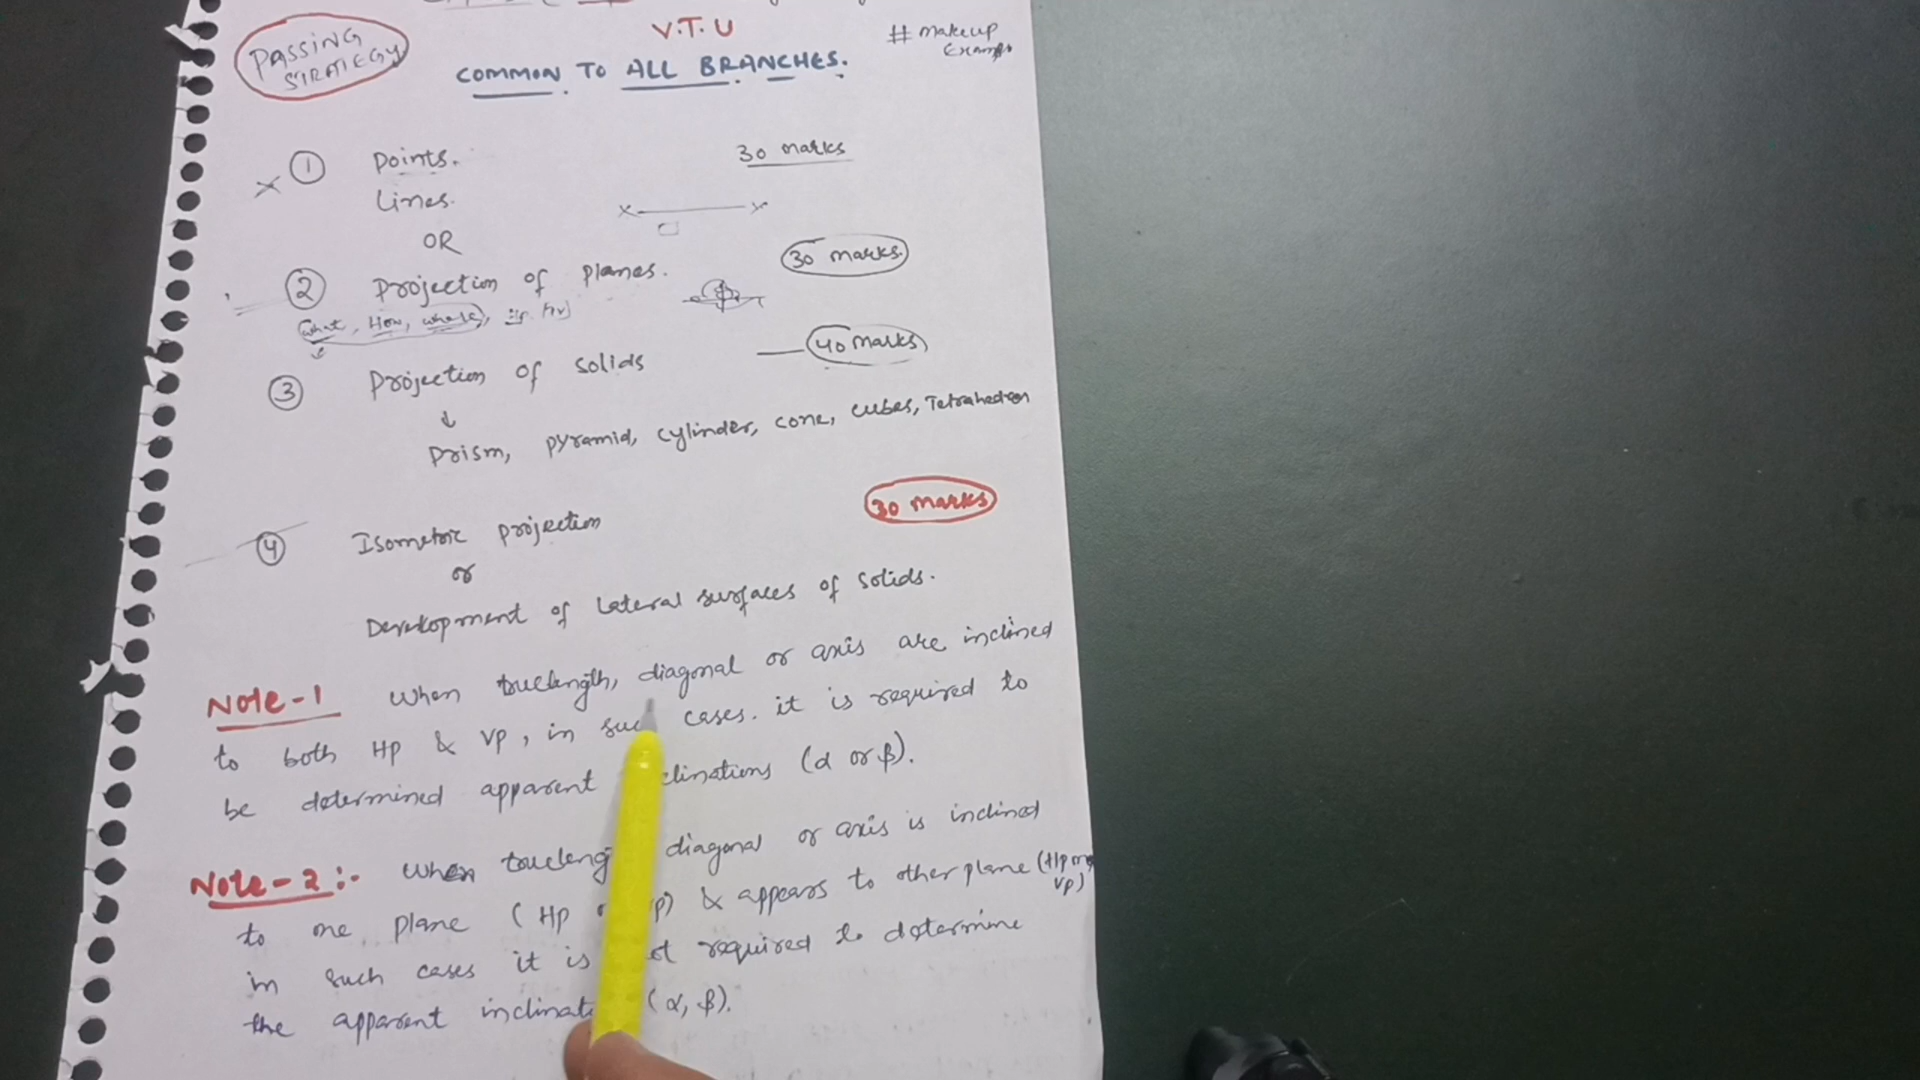 V.T.U
# makeup
Exams
PASSING
STRATEGY
COMMON TO ALL BRANCHES.
① Points. 30 marks
Lines.
OR
② Projection of planes. 30 marks.
What, How, where,
③ Projection of solids 40 marks
Prism, pyramid, cylinder, cone, cubes, Tetrahedron
④ Isometric projection 30 marks
or
Development of Lateral surfaces of solids.
Note-1 When truelength, diagonal or axis are inclined
to both Hp & Vp, in such cases. it is required to
be determined apparent clinations (α or β).
Note-2:- When trueleng diagonal or axis is inclined
to one plane (Hp p) & appears to other plane (Hp or
Vp)
in such cases it is ot required to determine
the apparent inclinat (α, β).